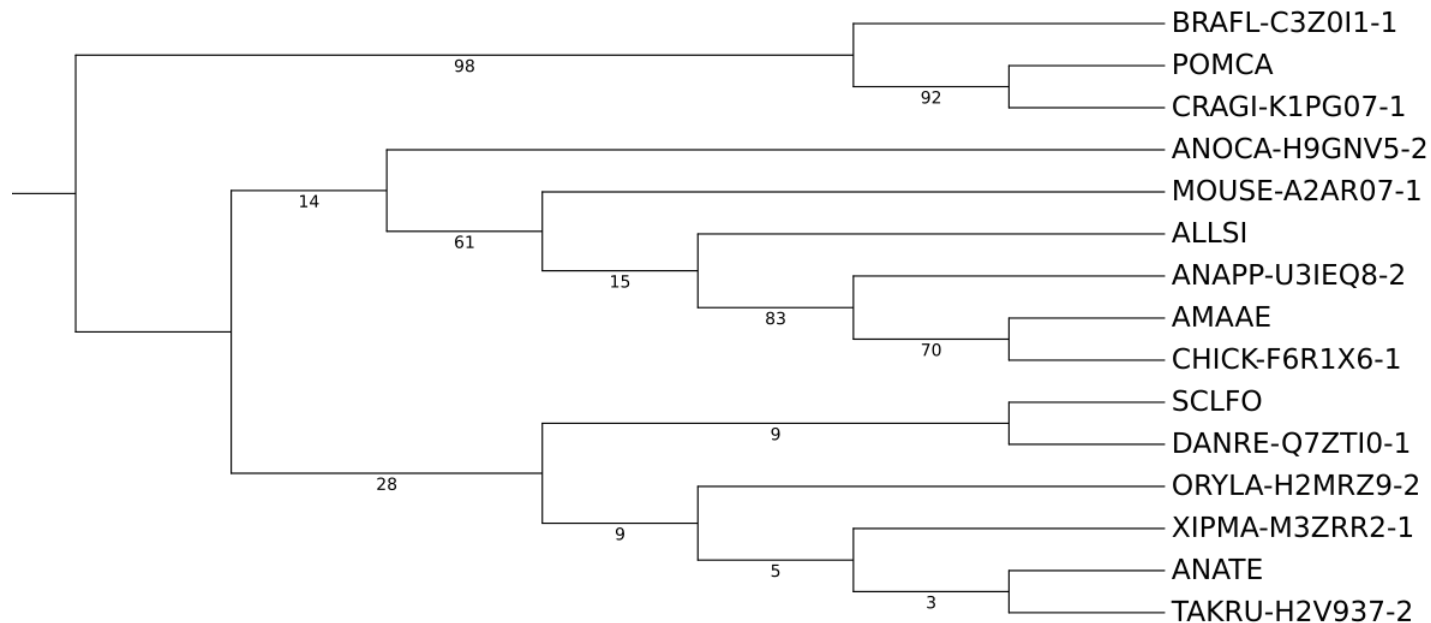 BRAFL-C3Z0I1-1
98
POMCA
92
CRAGI-K1PG07-1
ANOCA-H9GNV5-2
14
MOUSE-A2AR07-1
61
ALLSI
15
ANAPP-U3IEQ8-2
83
AMAAE
70
CHICK-F6R1X6-1
SCLFO
9
DANRE-Q7ZTI0-1
28
ORYLA-H2MRZ9-2
9
XIPMA-M3ZRR2-1
5
ANATE
3
TAKRU-H2V937-2